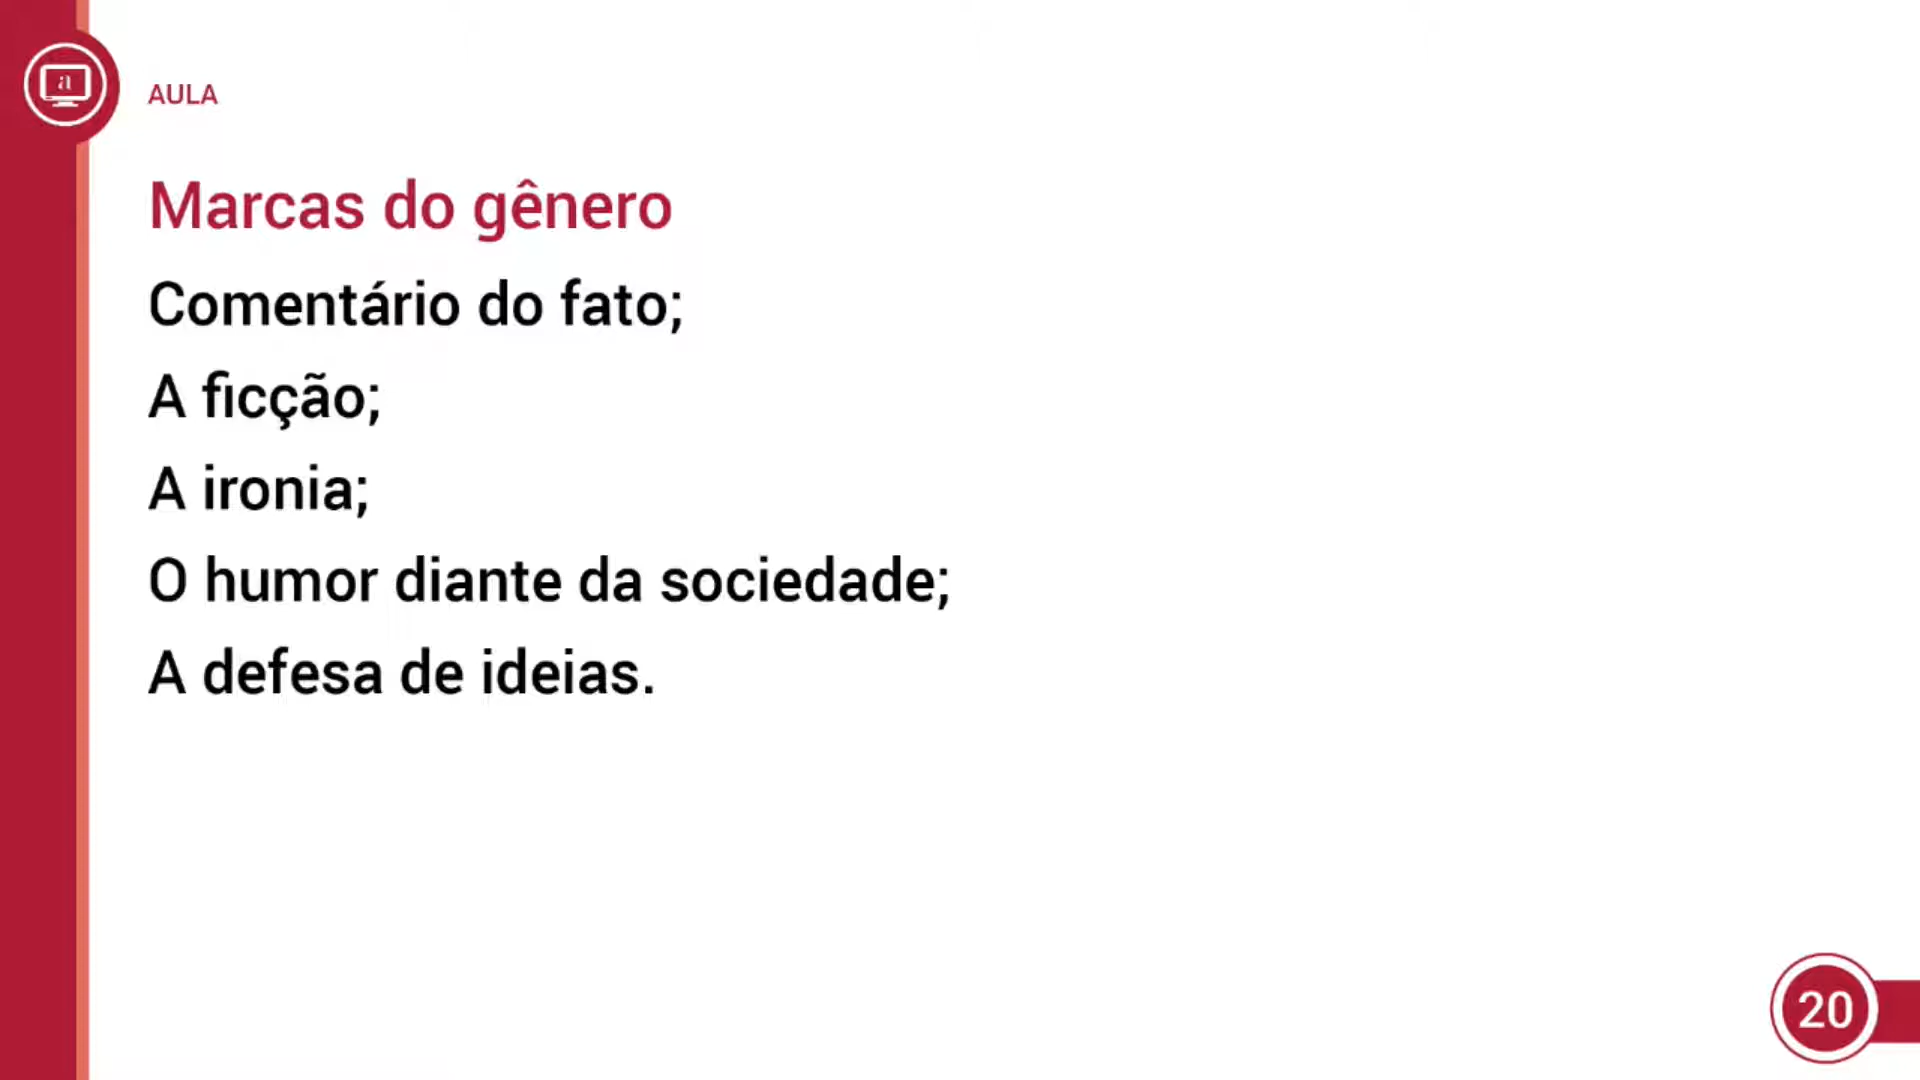 a
AULA
Marcas do gênero
Comentário do fato;
A ficção;
A ironia;
O humor diante da sociedade;
A defesa de ideias.
20